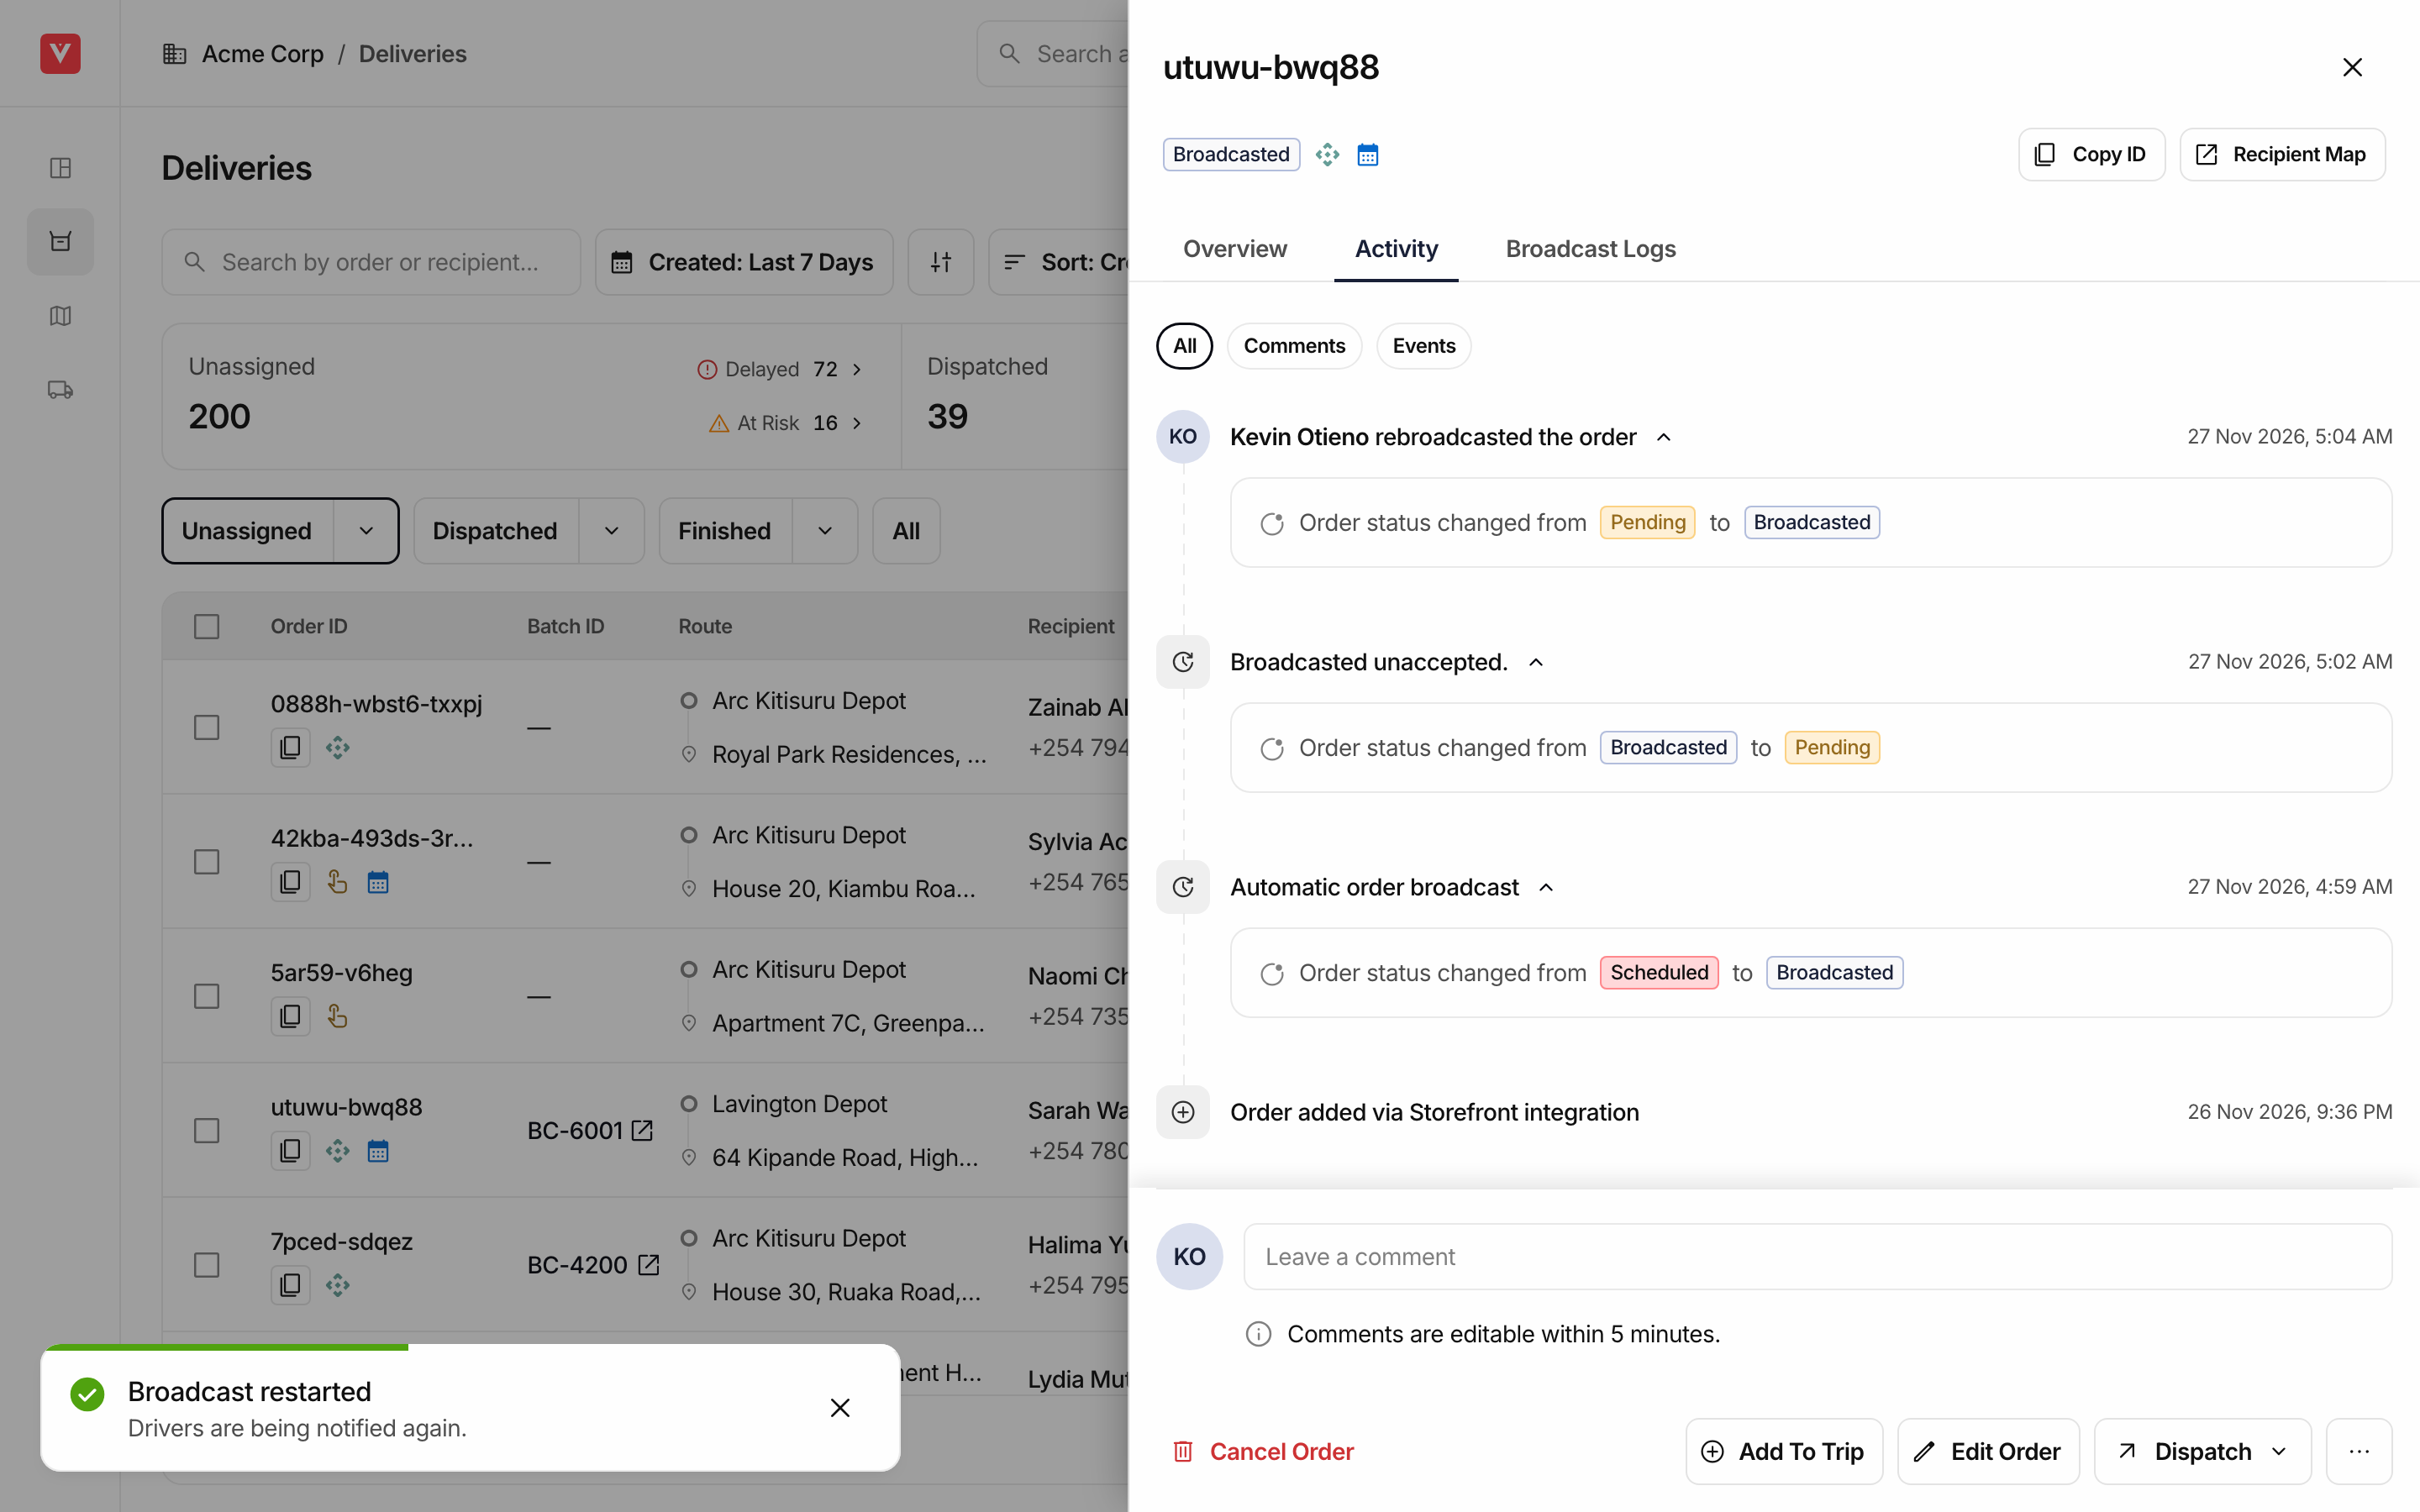 Acme Corp / Deliveries
Search a
Deliveries
Search by order or recipient...
Created: Last 7 Days
Sort: Cr
Unassigned
200
Delayed 72
At Risk 16
Dispatched
39
Unassigned
Dispatched
Finished
All
Order ID Batch ID Route Recipient
0888h-wbst6-txxpj
—
Arc Kitisuru Depot
Royal Park Residences, ...
Zainab Al
+254 794
42kba-493ds-3r...
—
Arc Kitisuru Depot
House 20, Kiambu Roa...
Sylvia Ac
+254 765
5ar59-v6heg
—
Arc Kitisuru Depot
Apartment 7C, Greenpa...
Naomi Ch
+254 735
utuwu-bwq88
BC-6001
Lavington Depot
64 Kipande Road, High...
Sarah Wa
+254 780
7pced-sdqez
BC-4200
Arc Kitisuru Depot
House 30, Ruaka Road,...
Halima Yu
+254 795
ent H...
Lydia Mut
Broadcast restarted
Drivers are being notified again.
utuwu-bwq88
Broadcasted
Copy ID
Recipient Map
Overview
Activity
Broadcast Logs
All
Comments
Events
KO
Kevin Otieno rebroadcasted the order
27 Nov 2026, 5:04 AM
Order status changed from Pending to Broadcasted
Broadcasted unaccepted.
27 Nov 2026, 5:02 AM
Order status changed from Broadcasted to Pending
Automatic order broadcast
27 Nov 2026, 4:59 AM
Order status changed from Scheduled to Broadcasted
Order added via Storefront integration
26 Nov 2026, 9:36 PM
KO
Leave a comment
Comments are editable within 5 minutes.
Cancel Order
Add To Trip
Edit Order
Dispatch